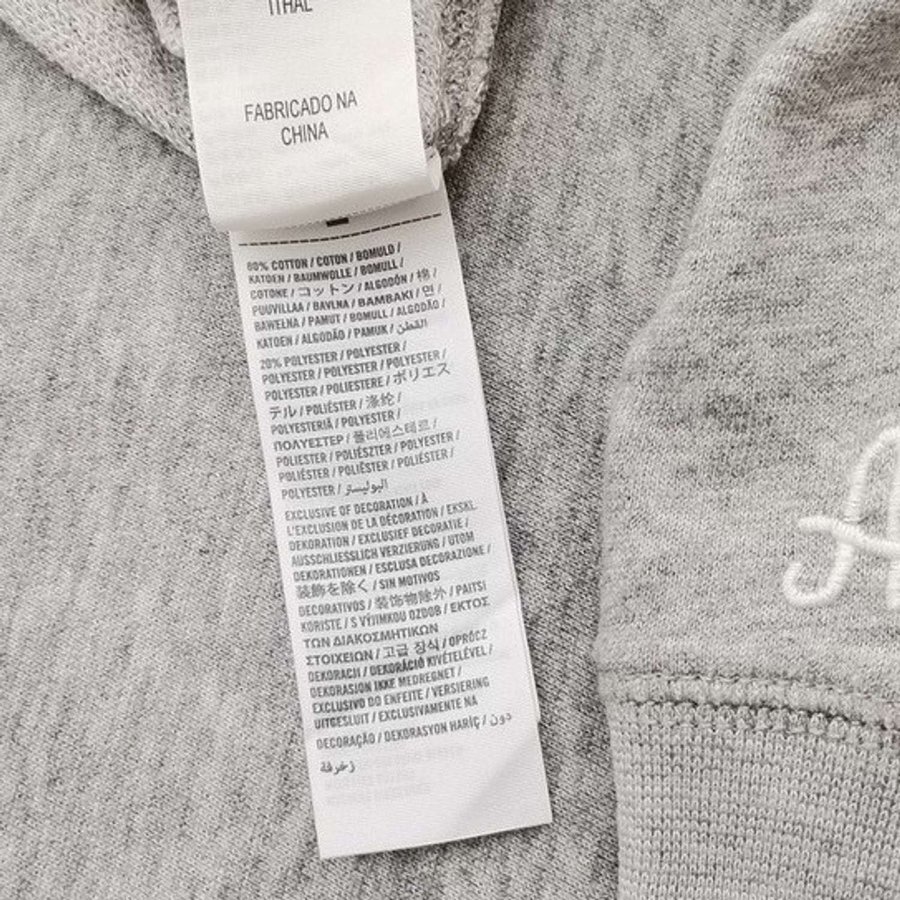 FABRICADO NA
CHINA
60% COTTON / COTON / BOMULD /
KATOEN / BAUMWOLLE / BOMULL /
COTONE / コットン / ALGODÓN / 棉 /
PUUVILLAA / BAVLNA / BAMBAKI / 면 /
BAWEŁNA / PAMUT / BOMULL / ALGODÃO /
KATOEN / ALGODÃO / PAMUK / القطن
20% POLYESTER / POLYESTER /
POLYESTER / POLYESTER / POLYESTER /
POLYESTER / POLIESTERE / ポリエス
テル / POLIÉSTER / 涤纶 /
POLYESTERIÄ / POLYESTER /
ΠΟΛΥΕΣΤΕΡ / 폴리에스테르 /
POLIESTER / POLIÉSZTER / POLYESTER /
POLIÉSTER / POLIÉSTER / POLIÉSTER /
POLYESTER / البوليستر
EXCLUSIVE OF DECORATION / À
L'EXCLUSION DE LA DÉCORATION / EKSKL.
DEKORATION / EXCLUSIEF DECORATIE /
AUSSCHLIESSLICH VERZIERUNG / UTOM
DEKORATIONEN / ESCLUSA DECORAZIONE /
装飾を除く / SIN MOTIVOS
DECORATIVOS / 装饰物除外 / PAITSI
KORISTE / S VÝJIMKOU OZDOB / ΕΚΤΟΣ
ΤΩΝ ΔΙΑΚΟΣΜΗΤΙΚΩΝ
ΣΤΟΙΧΕΙΩΝ / 고급 장식 / OPRÓCZ
DEKORACJI / DEKORÁCIÓ KIVÉTELÉVEL /
DEKORASJON IKKE MEDREGNET /
EXCLUSIVO DO ENFEITE / VERSIERING
UITGESLUIT / EXCLUSIVAMENTE NA
DECORAÇÃO / DEKORASYON HARİÇ / دون
زخرفة